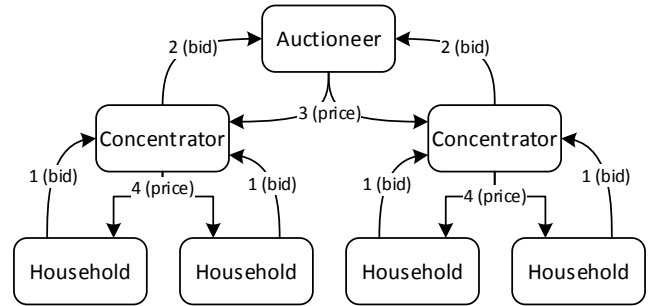 Auctioneer
2 (bid)
2 (bid)
3 (price)
Concentrator
Concentrator
1 (bid)
4 (price)
1 (bid)
1 (bid)
4 (price)
1 (bid)
Household
Household
Household
Household